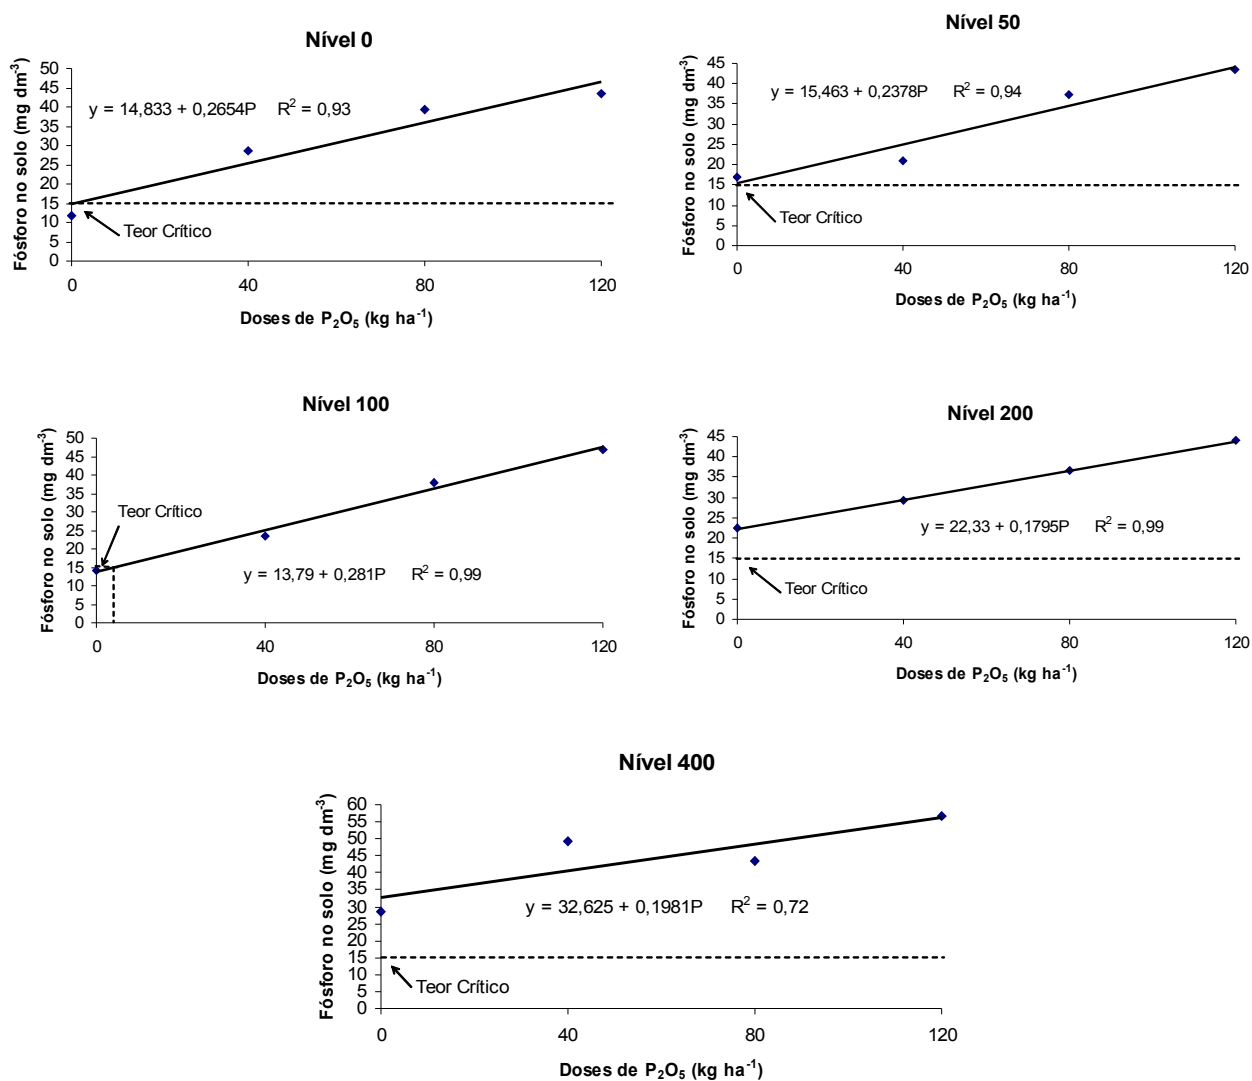 Nível 0
Fósforo no solo (mg dm⁻³)
50
45
40
35
30
25
20
15
10
5
0
y = 14,833 + 0,2654P R² = 0,93
Teor Crítico
0 40 80 120
Doses de P₂O₅ (kg ha⁻¹)
Nível 50
Fósforo no solo (mg dm⁻³)
45
40
35
30
25
20
15
10
5
0
y = 15,463 + 0,2378P R² = 0,94
Teor Crítico
0 40 80 120
Doses de P₂O₅ (kg ha⁻¹)
Nível 100
Fósforo no solo (mg dm⁻³)
50
45
40
35
30
25
20
15
10
5
0
Teor Crítico
y = 13,79 + 0,281P R² = 0,99
0 40 80 120
Doses de P₂O₅ (kg ha⁻¹)
Nível 200
Fósforo no solo (mg dm⁻³)
45
40
35
30
25
20
15
10
5
0
y = 22,33 + 0,1795P R² = 0,99
Teor Crítico
0 40 80 120
Doses de P₂O₅ (kg ha⁻¹)
Nível 400
Fósforo no solo (mg dm⁻³)
60
55
50
45
40
35
30
25
20
15
10
5
0
y = 32,625 + 0,1981P R² = 0,72
Teor Crítico
0 40 80 120
Doses de P₂O₅ (kg ha⁻¹)